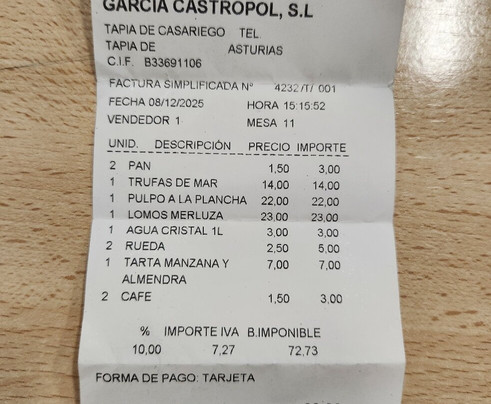 GARCIA CASTROPOL, S.L
TAPIA DE CASARIEGO TEL
TAPIA DE ASTURIAS
C.I.F. B33691106
FACTURA SIMPLIFICADA Nº 4232/T/ 001
FECHA 08/12/2025 HORA 15:15:52
VENDEDOR 1 MESA 11
UNID. DESCRIPCIÓN PRECIO IMPORTE
2 PAN 1,50 3,00
1 TRUFAS DE MAR 14,00 14,00
1 PULPO A LA PLANCHA 22,00 22,00
1 LOMOS MERLUZA 23,00 23,00
1 AGUA CRISTAL 1L 3,00 3,00
2 RUEDA 2,50 5,00
1 TARTA MANZANA Y 7,00 7,00
ALMENDRA
2 CAFE 1,50 3,00
% IMPORTE IVA B.IMPONIBLE
10,00 7,27 72,73
FORMA DE PAGO: TARJETA